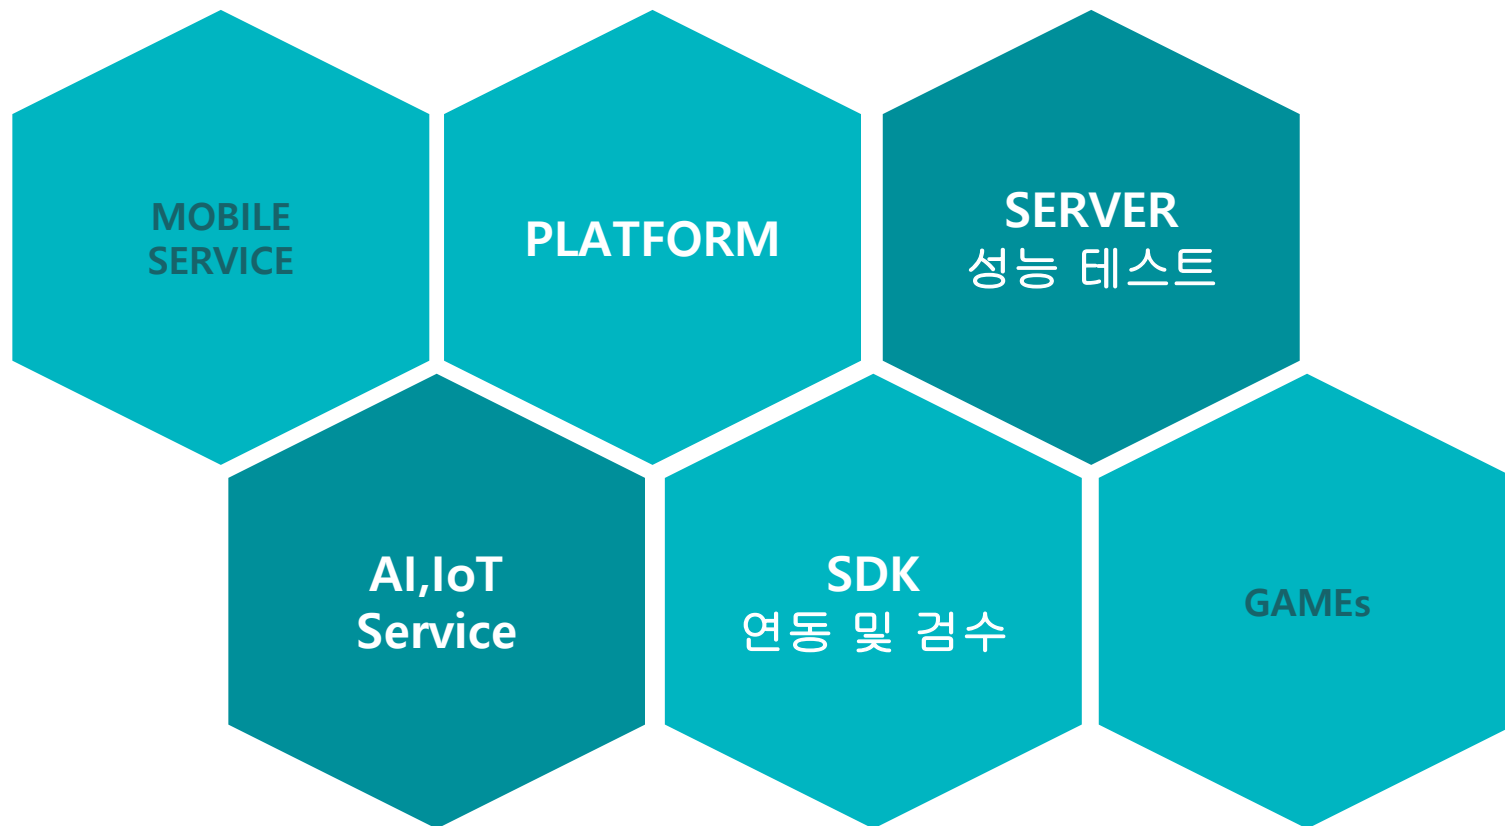 MOBILE
SERVICE
PLATFORM
SERVER
성능 테스트
AI,IoT
Service
SDK
연동 및 검수
GAMEs